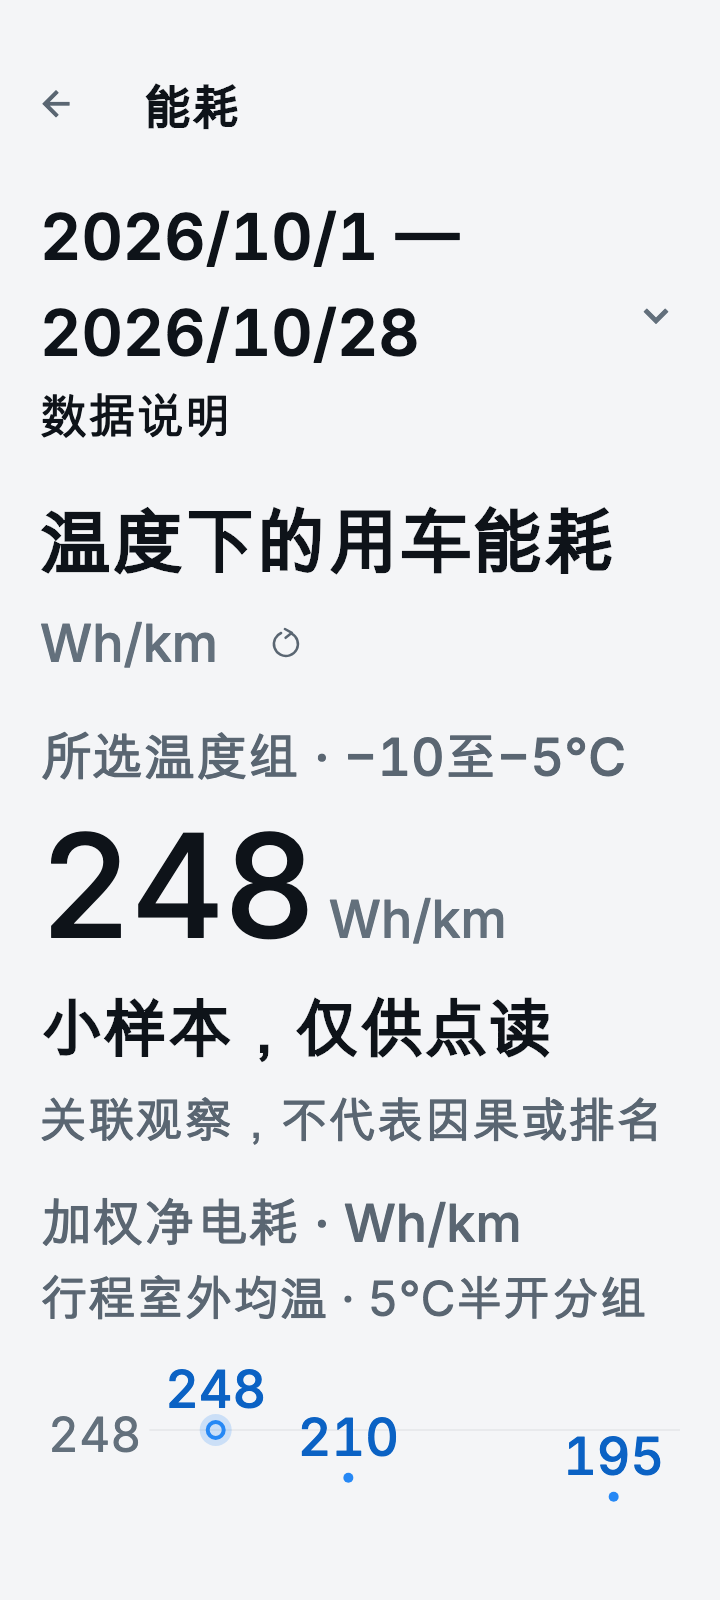 能耗
2026/10/1 —
2026/10/28
数据说明
温度下的用车能耗
Wh/km
所选温度组 · −10至−5°C
248 Wh/km
小样本，仅供点读
关联观察，不代表因果或排名
加权净电耗 · Wh/km
行程室外均温 · 5°C半开分组
248
248
210
195